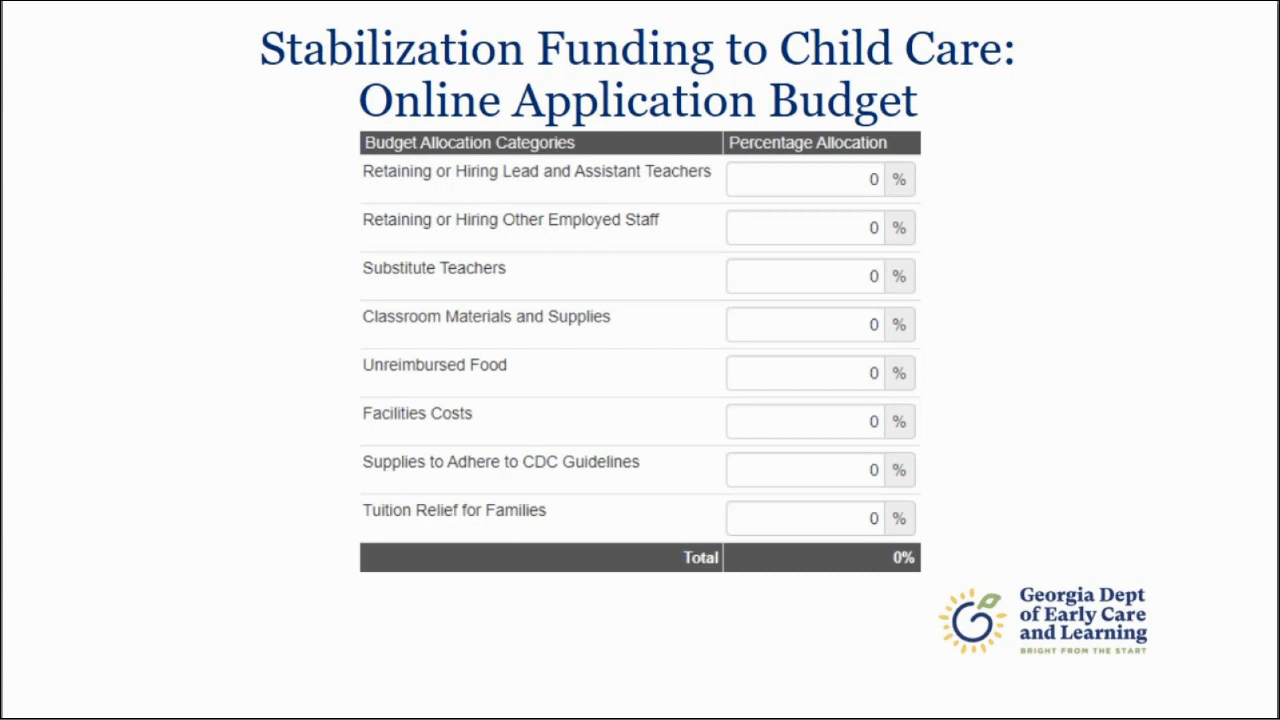 Stabilization Funding to Child Care:
Online Application Budget
Budget Allocation Categories Percentage Allocation
Retaining or Hiring Lead and Assistant Teachers 0 %
Retaining or Hiring Other Employed Staff 0 %
Substitute Teachers 0 %
Classroom Materials and Supplies 0 %
Unreimbursed Food 0 %
Facilities Costs 0 %
Supplies to Adhere to CDC Guidelines 0 %
Tuition Relief for Families 0 %
Total 0%
Georgia Dept
of Early Care
and Learning
BRIGHT FROM THE START